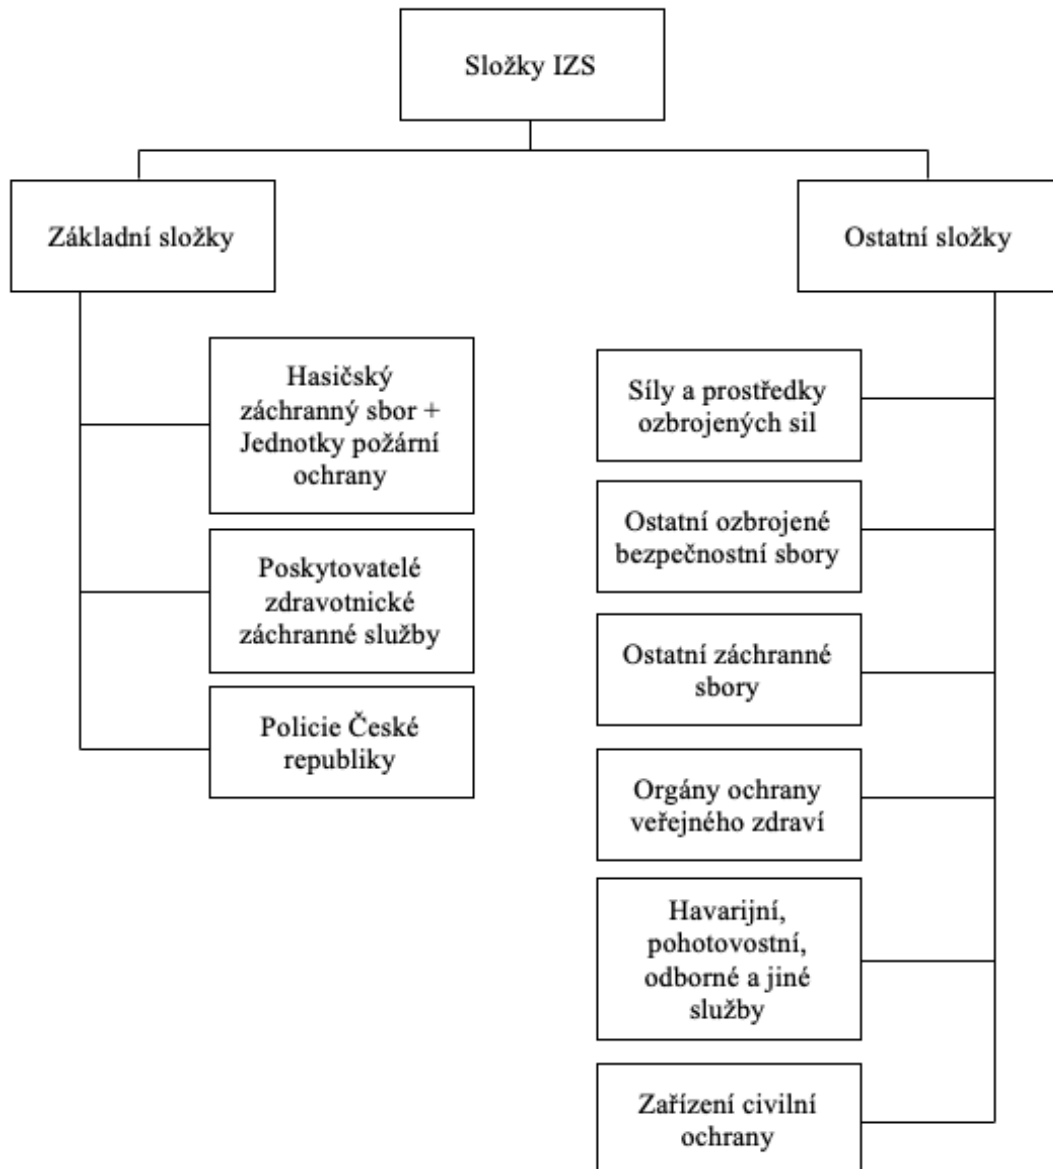 Složky IZS
Základní složky
Ostatní složky
Hasičský
záchranný sbor +
Jednotky požární
ochrany
Poskytovatelé
zdravotnické
záchranné služby
Policie České
republiky
Síly a prostředky
ozbrojených sil
Ostatní ozbrojené
bezpečnostní sbory
Ostatní záchranné
sbory
Orgány ochrany
veřejného zdraví
Havarijní,
pohotovostní,
odborné a jiné
služby
Zařízení civilní
ochrany